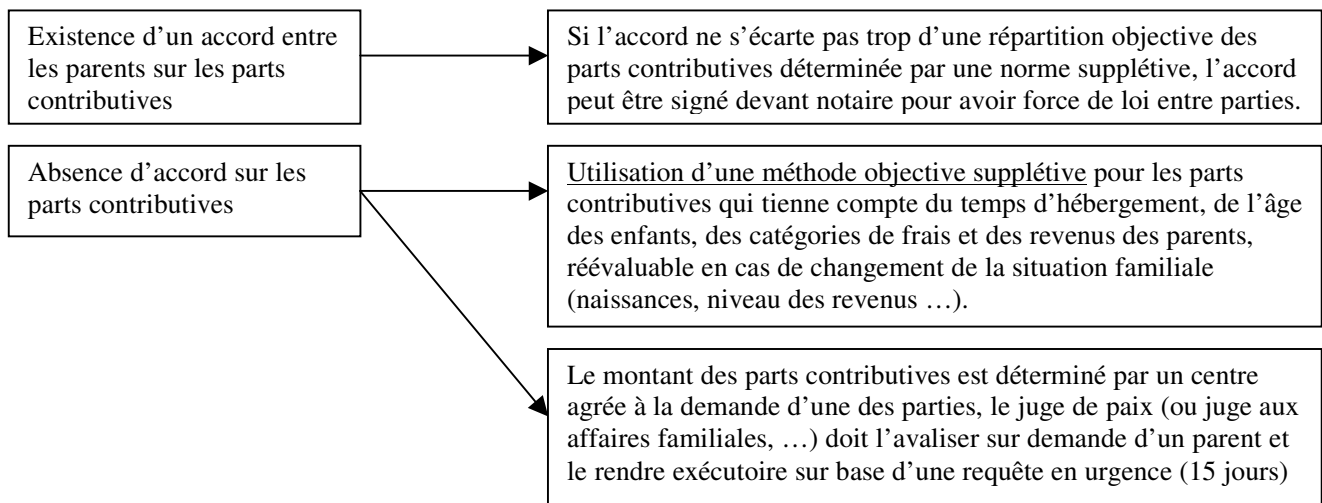 Existence d’un accord entre
les parents sur les parts
contributives
Si l’accord ne s’écarte pas trop d’une répartition objective des
parts contributives déterminée par une norme supplétive, l’accord
peut être signé devant notaire pour avoir force de loi entre parties.
Absence d’accord sur les
parts contributives
Utilisation d’une méthode objective supplétive pour les parts
contributives qui tienne compte du temps d’hébergement, de l’âge
des enfants, des catégories de frais et des revenus des parents,
réévaluable en cas de changement de la situation familiale
(naissances, niveau des revenus …).
Le montant des parts contributives est déterminé par un centre
agrée à la demande d’une des parties, le juge de paix (ou juge aux
affaires familiales, …) doit l’avaliser sur demande d’un parent et
le rendre exécutoire sur base d’une requête en urgence (15 jours)